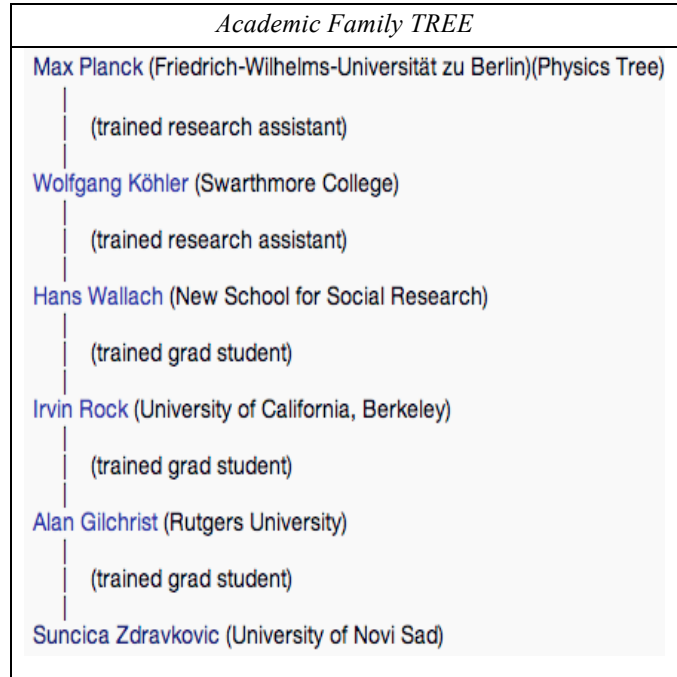 Academic Family TREE
Max Planck (Friedrich-Wilhelms-Universität zu Berlin)(Physics Tree)
(trained research assistant)
Wolfgang Köhler (Swarthmore College)
(trained research assistant)
Hans Wallach (New School for Social Research)
(trained grad student)
Irvin Rock (University of California, Berkeley)
(trained grad student)
Alan Gilchrist (Rutgers University)
(trained grad student)
Suncica Zdravkovic (University of Novi Sad)